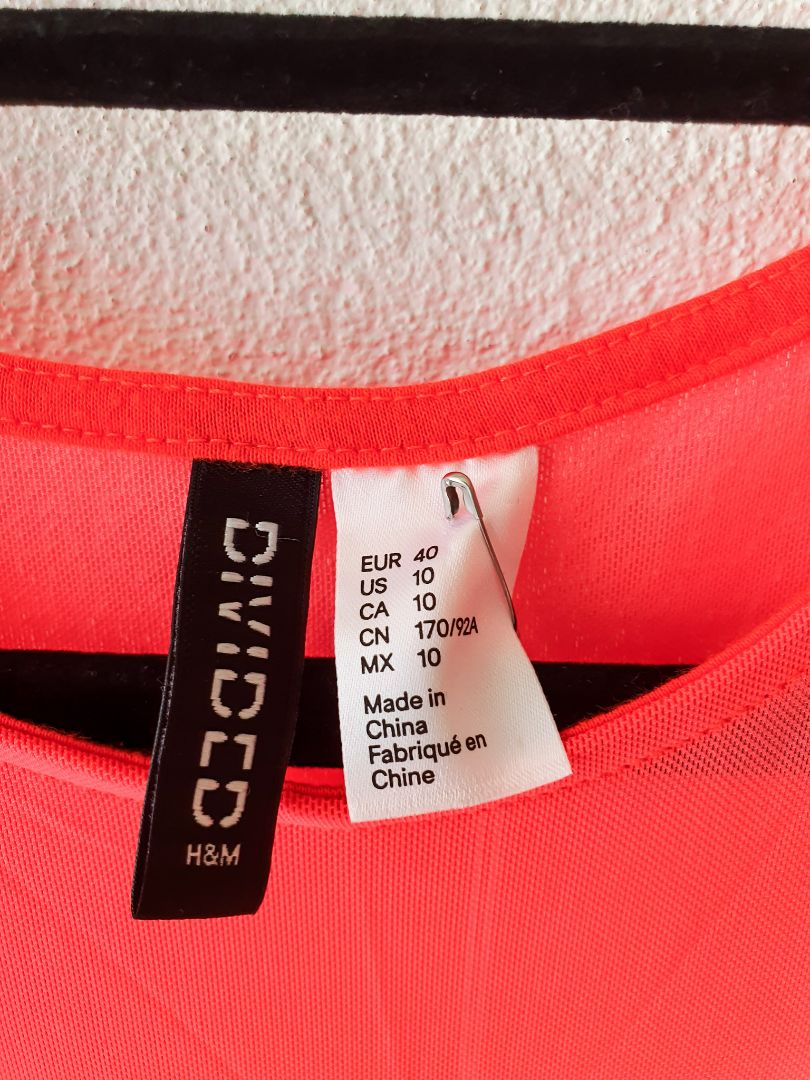 DIVIDED
H&M
EUR 40
US 10
CA 10
CN 170/92A
MX 10
Made in
China
Fabriqué en
Chine